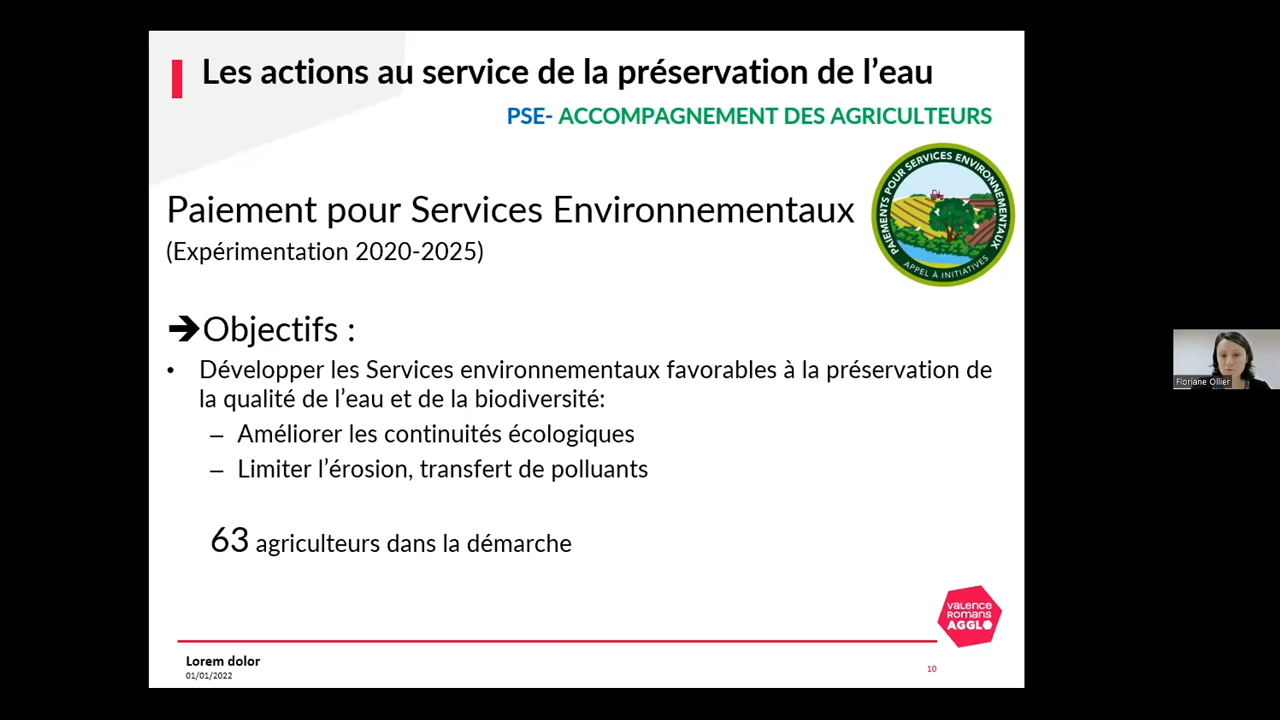 Les actions au service de la préservation de l’eau
PSE- ACCOMPAGNEMENT DES AGRICULTEURS
PAIEMENTS POUR SERVICES ENVIRONNEMENTAUX
APPEL À INITIATIVES
Paiement pour Services Environnementaux
(Expérimentation 2020-2025)
➔Objectifs :
• Développer les Services environnementaux favorables à la préservation de
la qualité de l’eau et de la biodiversité:
– Améliorer les continuités écologiques
– Limiter l’érosion, transfert de polluants
63 agriculteurs dans la démarche
Floriane Ollier
VALENCE
ROMANS
AGGLO
Lorem dolor
01/01/2022
10